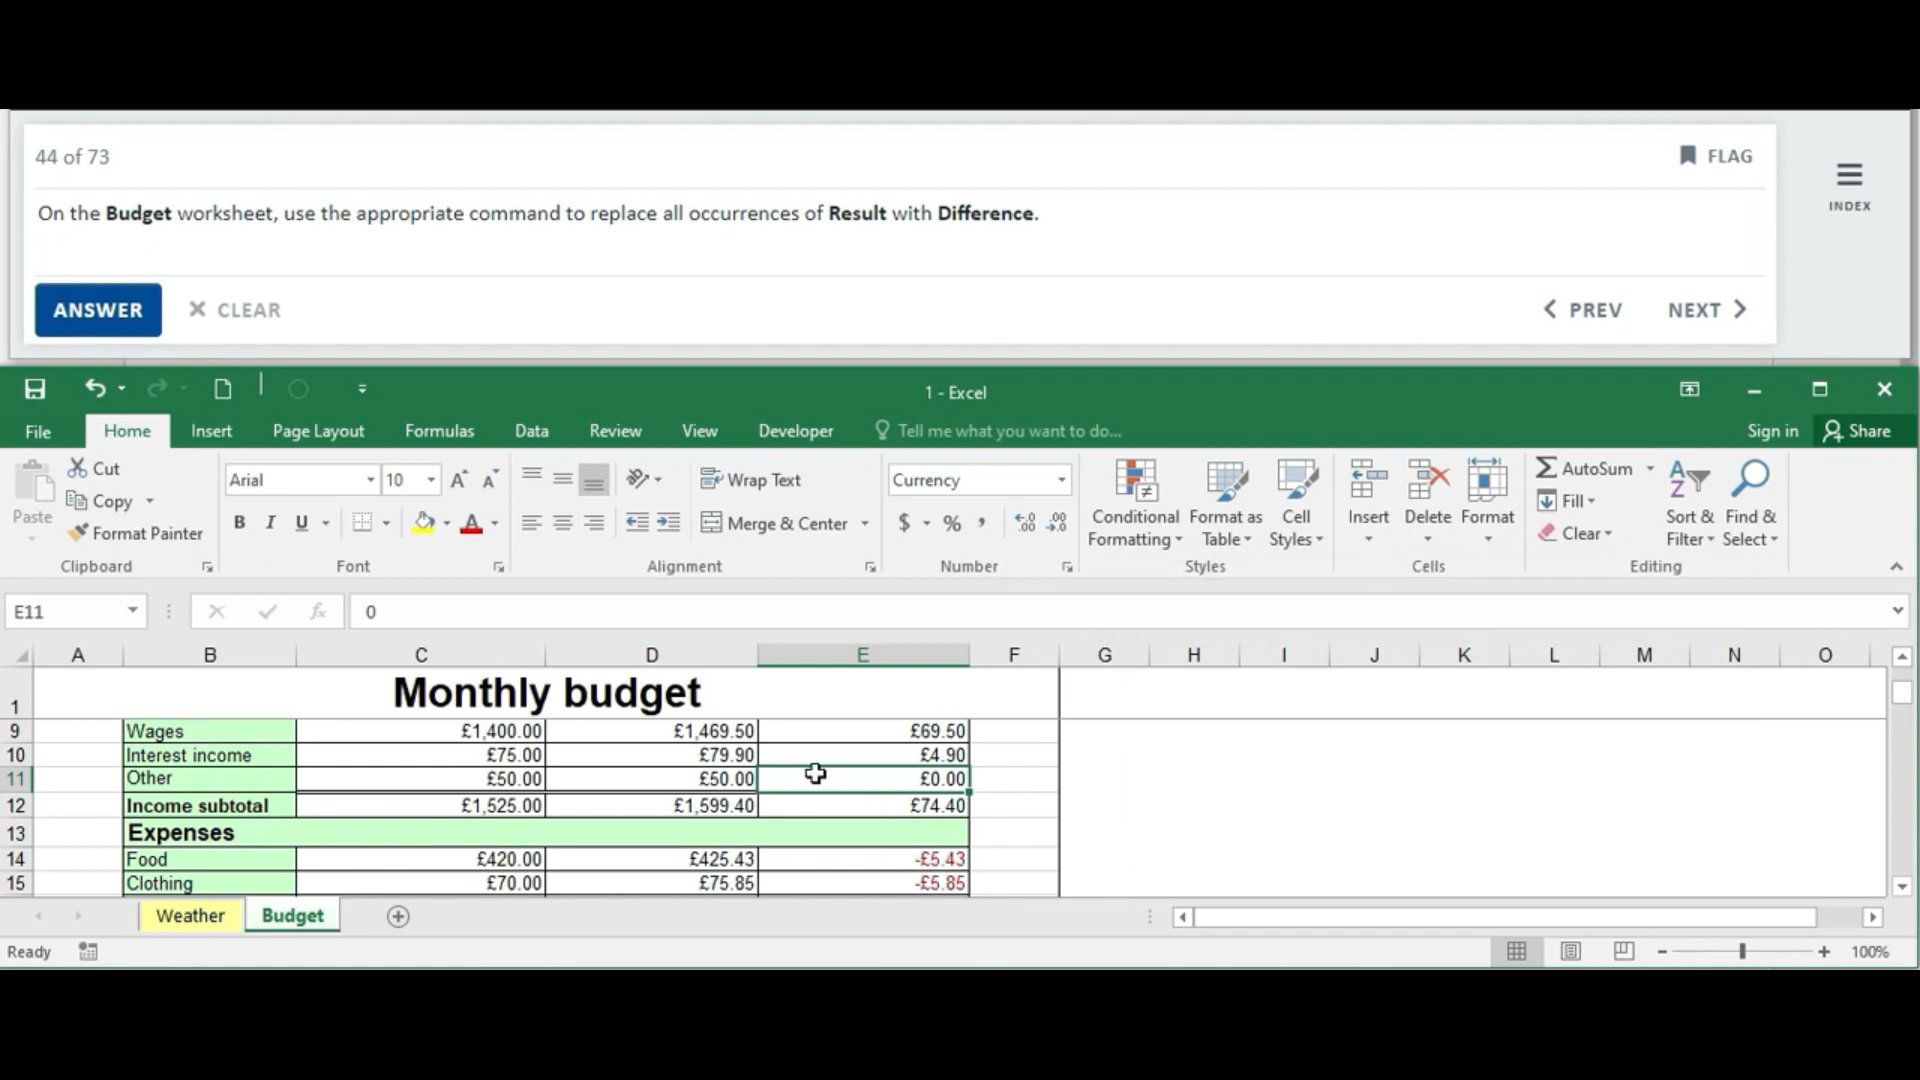 44 of 73
FLAG
INDEX
On the Budget worksheet, use the appropriate command to replace all occurrences of Result with Difference.
ANSWER
CLEAR
PREV
NEXT
1 - Excel
File
Home
Insert
Page Layout
Formulas
Data
Review
View
Developer
Tell me what you want to do...
Sign in
Share
Paste
Cut
Copy
Format Painter
Clipboard
Arial
10
B I U
Font
Wrap Text
Merge & Center
Alignment
Currency
$ % ,
Number
Conditional Formatting
Format as Table
Cell Styles
Styles
Insert
Delete
Format
Cells
AutoSum
Fill
Clear
Sort & Filter
Find & Select
Editing
E11
fx
0
A B C D E F G H I J K L M N O
1 Monthly budget
9 Wages £1,400.00 £1,469.50 £69.50
10 Interest income £75.00 £79.90 £4.90
11 Other £50.00 £50.00 £0.00
12 Income subtotal £1,525.00 £1,599.40 £74.40
13 Expenses
14 Food £420.00 £425.43 -£5.43
15 Clothing £70.00 £75.85 -£5.85
Weather
Budget
Ready
100%